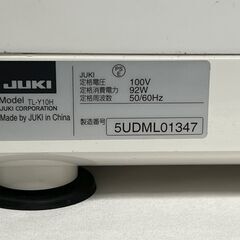 JUKI
Model TL-Y10H
JUKI CORPORATION
Made by JUKI in China
JUKI
PSE
定格電圧 100V
定格消費電力 92W
定格周波数 50/60Hz
製造番号 5UDML01347